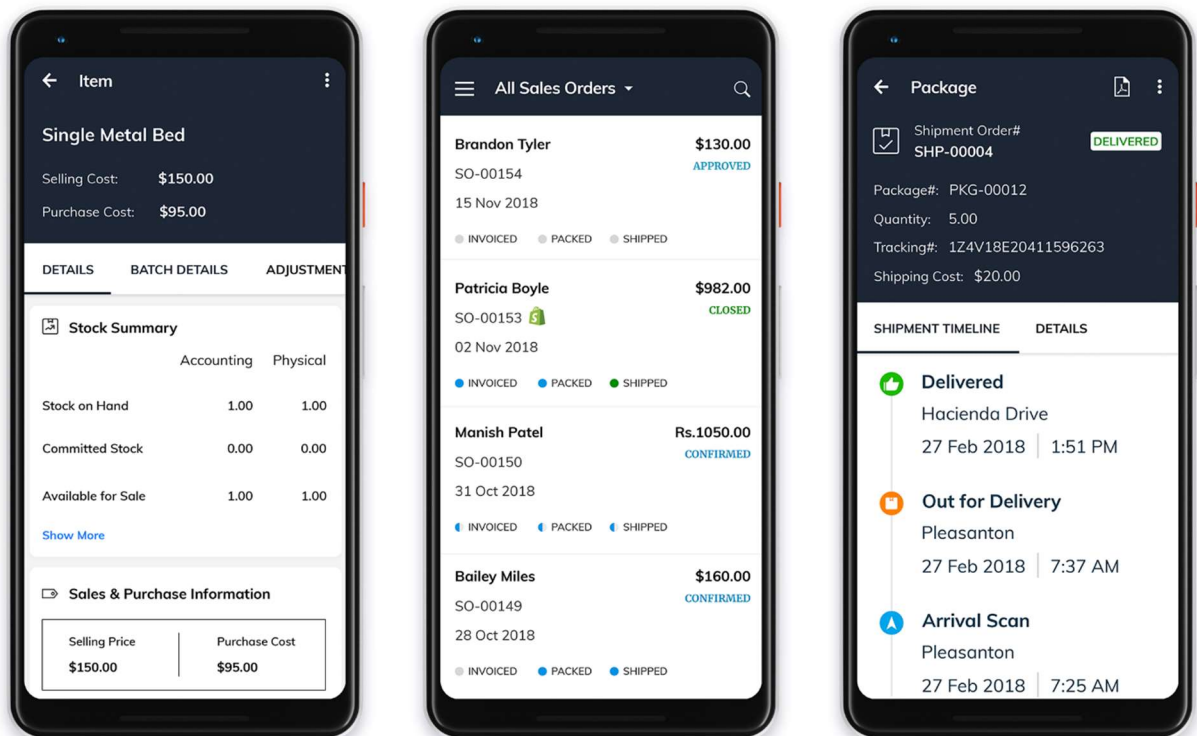 Item
Single Metal Bed
Selling Cost: $150.00
Purchase Cost: $95.00
DETAILS BATCH DETAILS ADJUSTMENT
Stock Summary
Accounting Physical
Stock on Hand 1.00 1.00
Committed Stock 0.00 0.00
Available for Sale 1.00 1.00
Show More
Sales & Purchase Information
Selling Price Purchase Cost
$150.00 $95.00
All Sales Orders
Brandon Tyler $130.00
SO-00154 APPROVED
15 Nov 2018
INVOICED PACKED SHIPPED
Patricia Boyle $982.00
SO-00153 CLOSED
02 Nov 2018
INVOICED PACKED SHIPPED
Manish Patel Rs.1050.00
SO-00150 CONFIRMED
31 Oct 2018
INVOICED PACKED SHIPPED
Bailey Miles $160.00
SO-00149 CONFIRMED
28 Oct 2018
INVOICED PACKED SHIPPED
Package
Shipment Order#
SHP-00004 DELIVERED
Package#: PKG-00012
Quantity: 5.00
Tracking#: 1Z4V18E20411596263
Shipping Cost: $20.00
SHIPMENT TIMELINE DETAILS
Delivered
Hacienda Drive
27 Feb 2018 1:51 PM
Out for Delivery
Pleasanton
27 Feb 2018 7:37 AM
Arrival Scan
Pleasanton
27 Feb 2018 7:25 AM